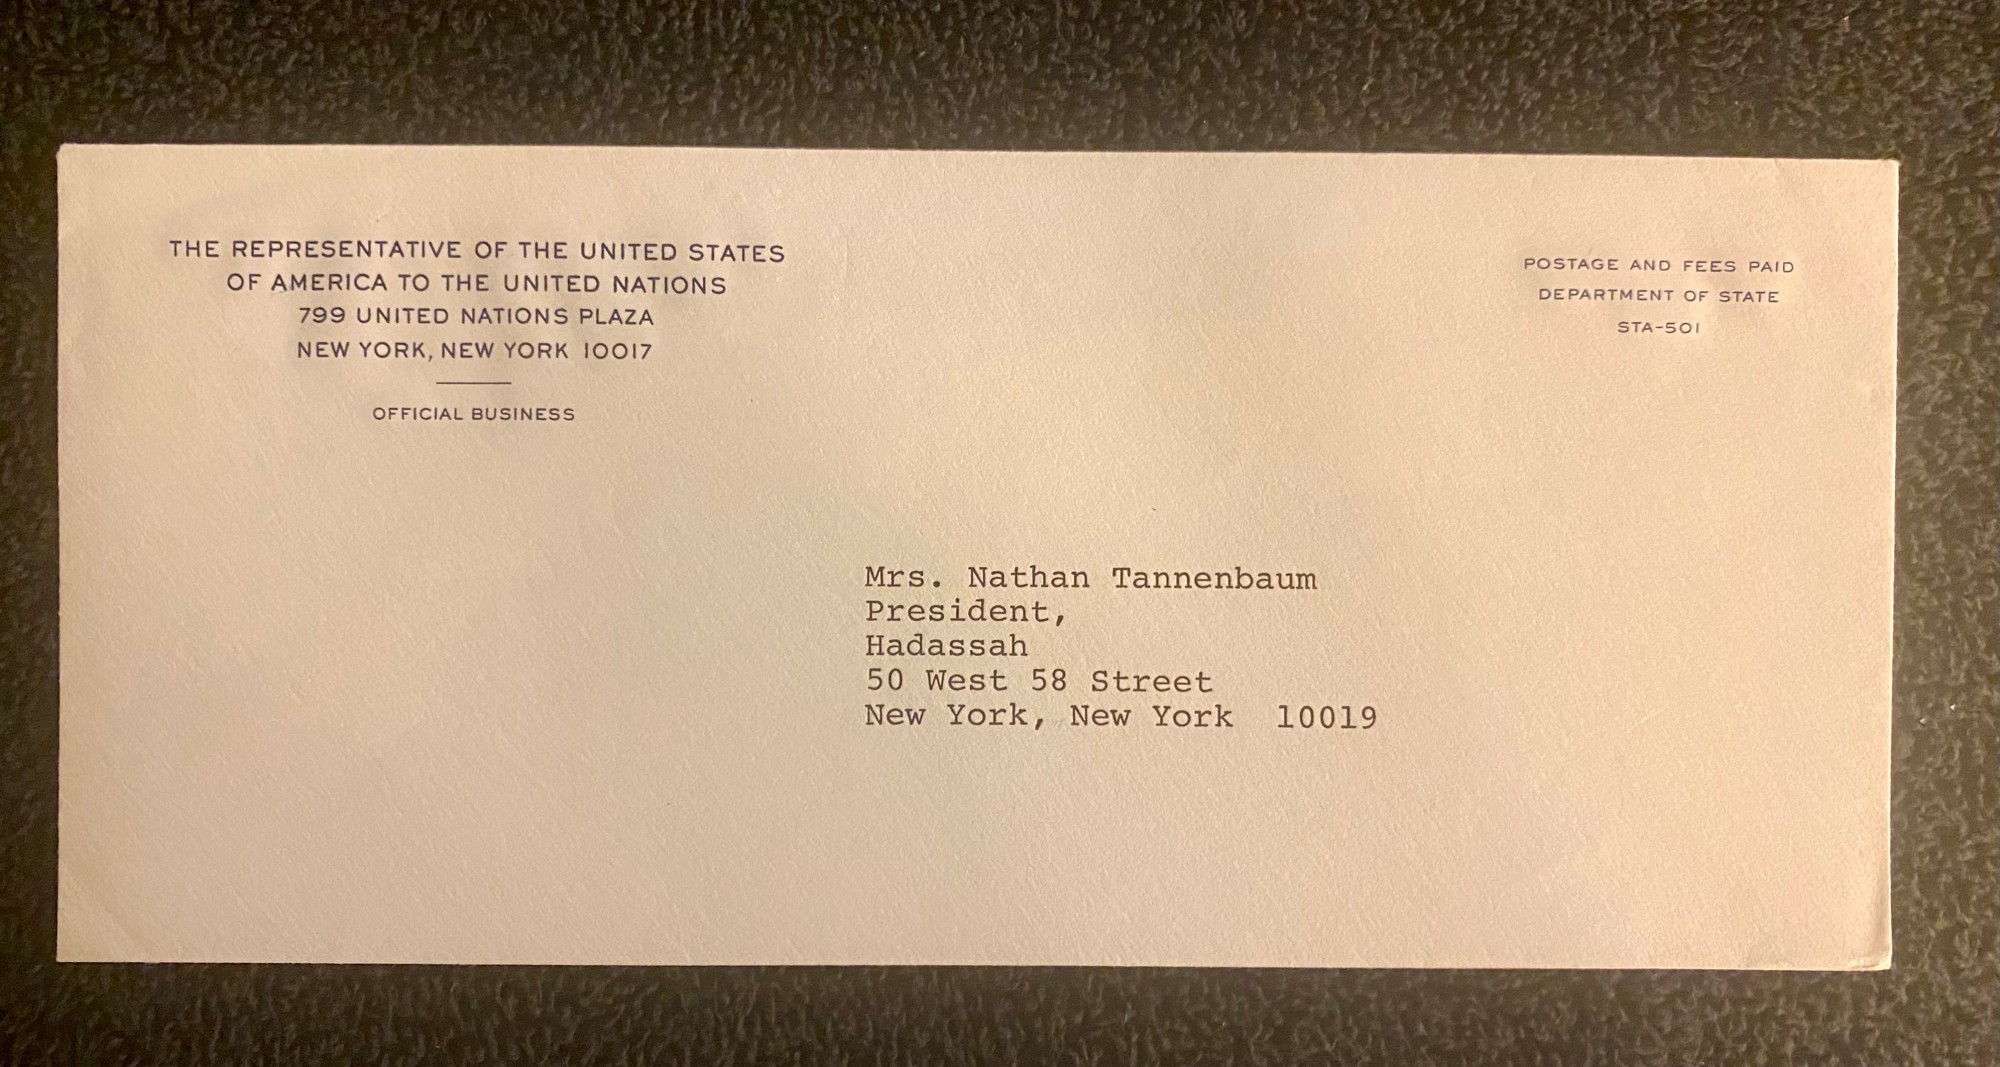 THE REPRESENTATIVE OF THE UNITED STATES
OF AMERICA TO THE UNITED NATIONS
799 UNITED NATIONS PLAZA
NEW YORK, NEW YORK 10017
OFFICIAL BUSINESS
POSTAGE AND FEES PAID
DEPARTMENT OF STATE
STA-501
Mrs. Nathan Tannenbaum
President,
Hadassah
50 West 58 Street
New York, New York 10019